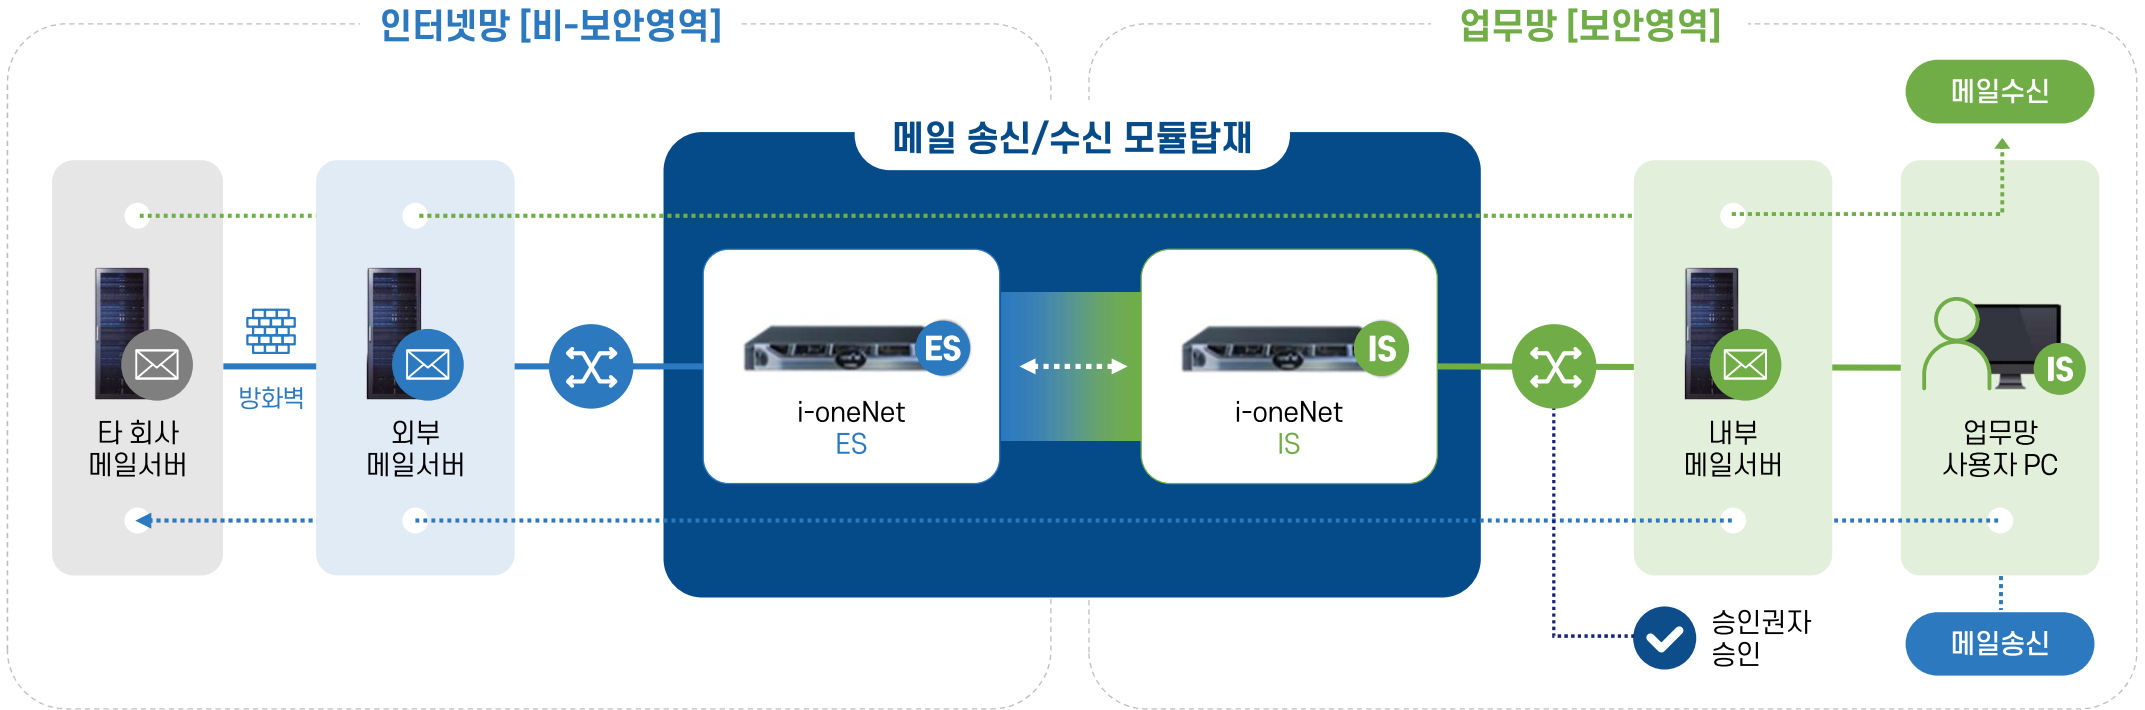 인터넷망 [비-보안영역]
업무망 [보안영역]
메일수신
메일 송신/수신 모듈탑재
방화벽
타 회사
메일서버
외부
메일서버
ES
i-oneNet
ES
IS
i-oneNet
IS
내부
메일서버
IS
업무망
사용자 PC
승인권자
승인
메일송신